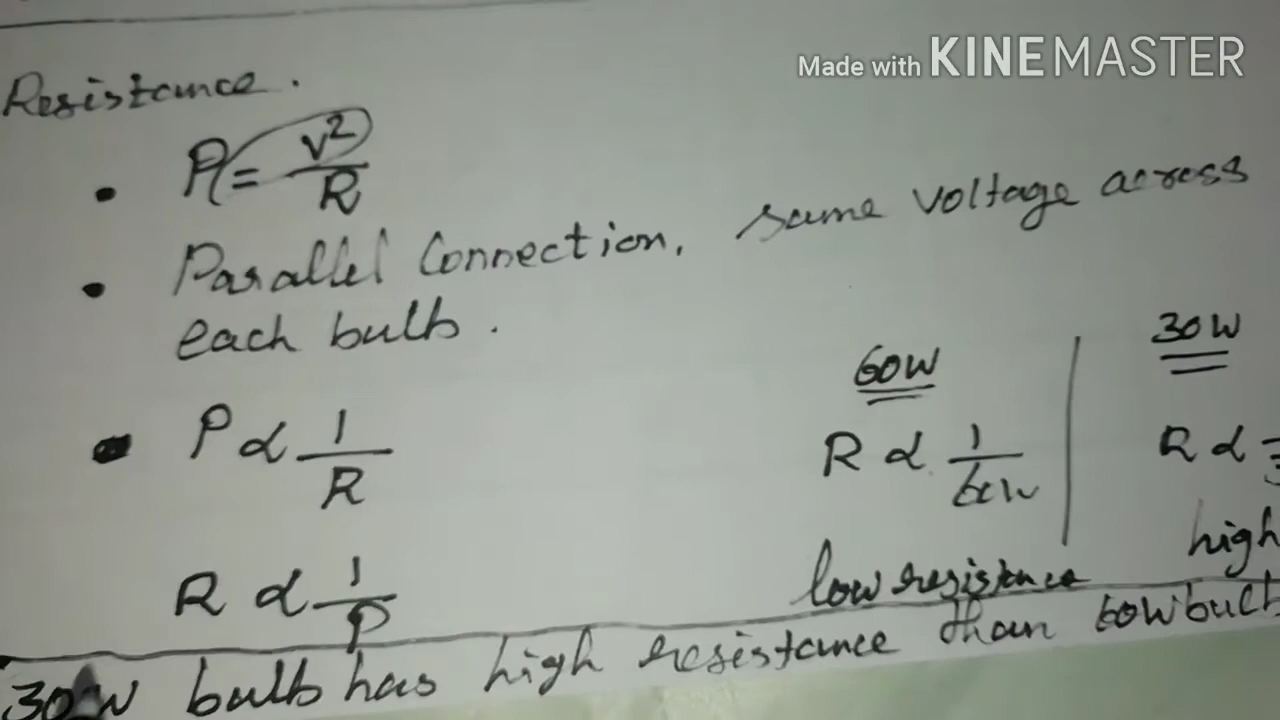 Made with KINEMASTER
Resistance.
• P = V²/R
• Parallel Connection, same voltage across
each bulb.
• P ∝ 1/R
60W
30W
R ∝ 1/60W
R ∝
R ∝ 1/P
low resistance
high
30W bulb has high resistance than 60W bulb